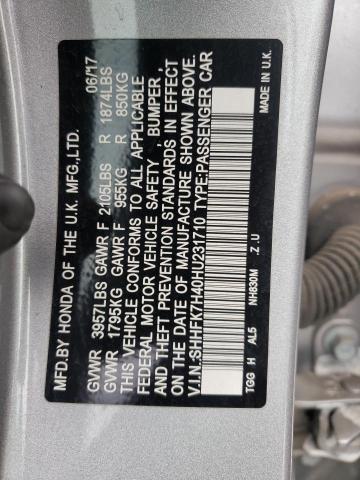 MFD.BY HONDA OF THE U.K. MFG.,LTD. 06/17
GVWR 3957LBS GAWR F 2105LBS R 1874LBS
GVWR 1795KG GAWR F 955KG R 850KG
THIS VEHICLE CONFORMS TO ALL APPLICABLE
FEDERAL MOTOR VEHICLE SAFETY , BUMPER ,
AND THEFT PREVENTION STANDARDS IN EFFECT
ON THE DATE OF MANUFACTURE SHOWN ABOVE.
V.I.N.:SHHFK7H40HU231710 TYPE:PASSENGER CAR
TGG H AL5 NH830M .Z.U MADE IN U.K.